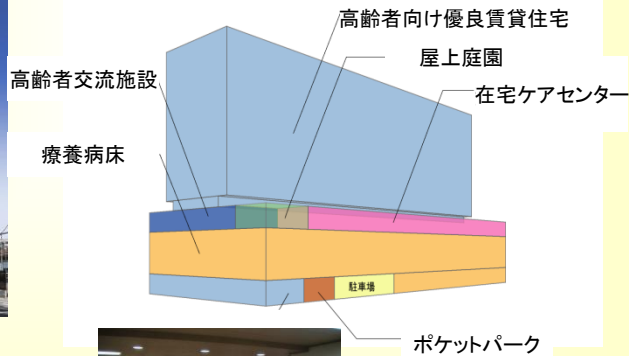 高齢者向け優良賃貸住宅
屋上庭園
高齢者交流施設
在宅ケアセンター
療養病床
駐車場
ポケットパーク